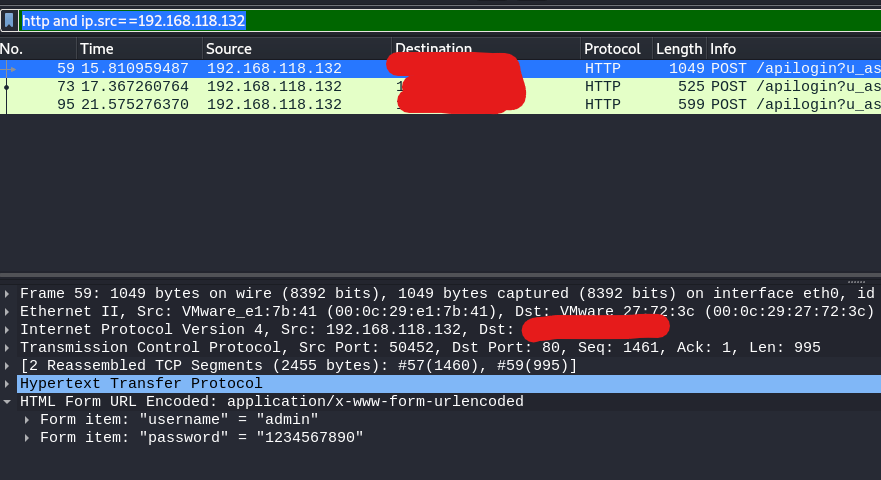 http and ip.src==192.168.118.132
No. Time Source Destination Protocol Length Info
59 15.810959487 192.168.118.132 HTTP 1049 POST /apilogin?u_as
73 17.367260764 192.168.118.132 HTTP 525 POST /apilogin?u_as
95 21.575276370 192.168.118.132 HTTP 599 POST /apilogin?u_as
Frame 59: 1049 bytes on wire (8392 bits), 1049 bytes captured (8392 bits) on interface eth0, id
Ethernet II, Src: VMware_e1:7b:41 (00:0c:29:e1:7b:41), Dst: VMware_27:72:3c (00:0c:29:27:72:3c)
Internet Protocol Version 4, Src: 192.168.118.132, Dst:
Transmission Control Protocol, Src Port: 50452, Dst Port: 80, Seq: 1461, Ack: 1, Len: 995
[2 Reassembled TCP Segments (2455 bytes): #57(1460), #59(995)]
Hypertext Transfer Protocol
HTML Form URL Encoded: application/x-www-form-urlencoded
Form item: "username" = "admin"
Form item: "password" = "1234567890"